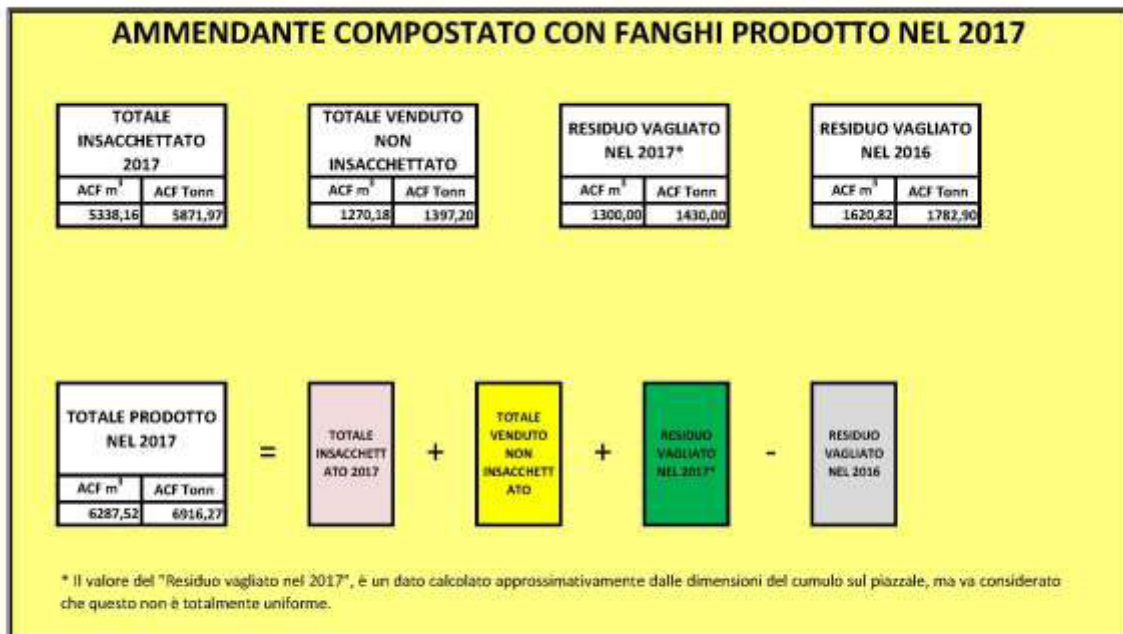 AMMENDANTE COMPOSTATO CON FANGHI PRODOTTO NEL 2017
TOTALE
INSACCHETTATO
2017
ACF m³ ACF Tonn
5338,16 5871,97
TOTALE VENDUTO
NON
INSACCHETTATO
ACF m³ ACF Tonn
1270,18 1397,20
RESIDUO VAGLIATO
NEL 2017*
ACF m³ ACF Tonn
1300,00 1430,00
RESIDUO VAGLIATO
NEL 2016
ACF m³ ACF Tonn
1620,82 1782,90
TOTALE PRODOTTO
NEL 2017
ACF m³ ACF Tonn
6287,52 6916,27
=
TOTALE
INSACCHETT
ATO 2017
+
TOTALE
VENDUTO
NON
INSACCHETT
ATO
+
RESIDUO
VAGLIATO
NEL 2017*
-
RESIDUO
VAGLIATO
NEL 2016
* Il valore del "Residuo vagliato nel 2017", è un dato calcolato approssimativamente dalle dimensioni del cumulo sul piazzale, ma va considerato
che questo non è totalmente uniforme.